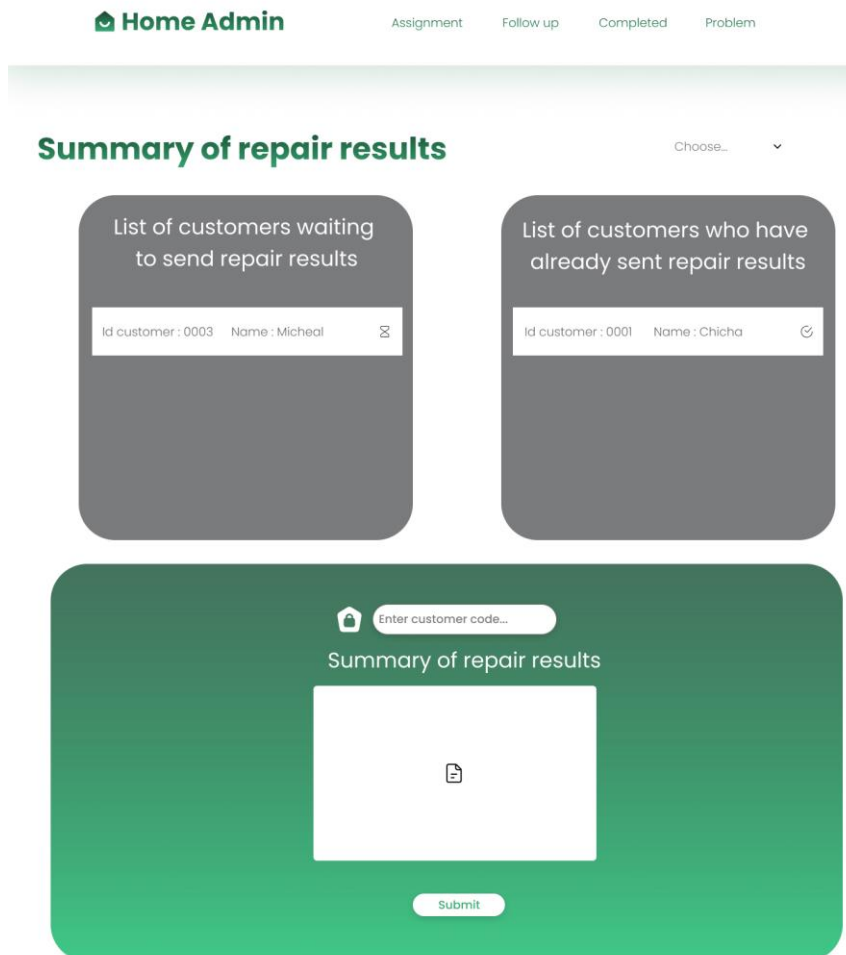 Home Admin
Assignment
Follow up
Completed
Problem
Summary of repair results
Choose...
List of customers waiting
to send repair results
Id customer : 0003 Name : Micheal
List of customers who have
already sent repair results
Id customer : 0001 Name : Chicha
Enter customer code...
Summary of repair results
Submit